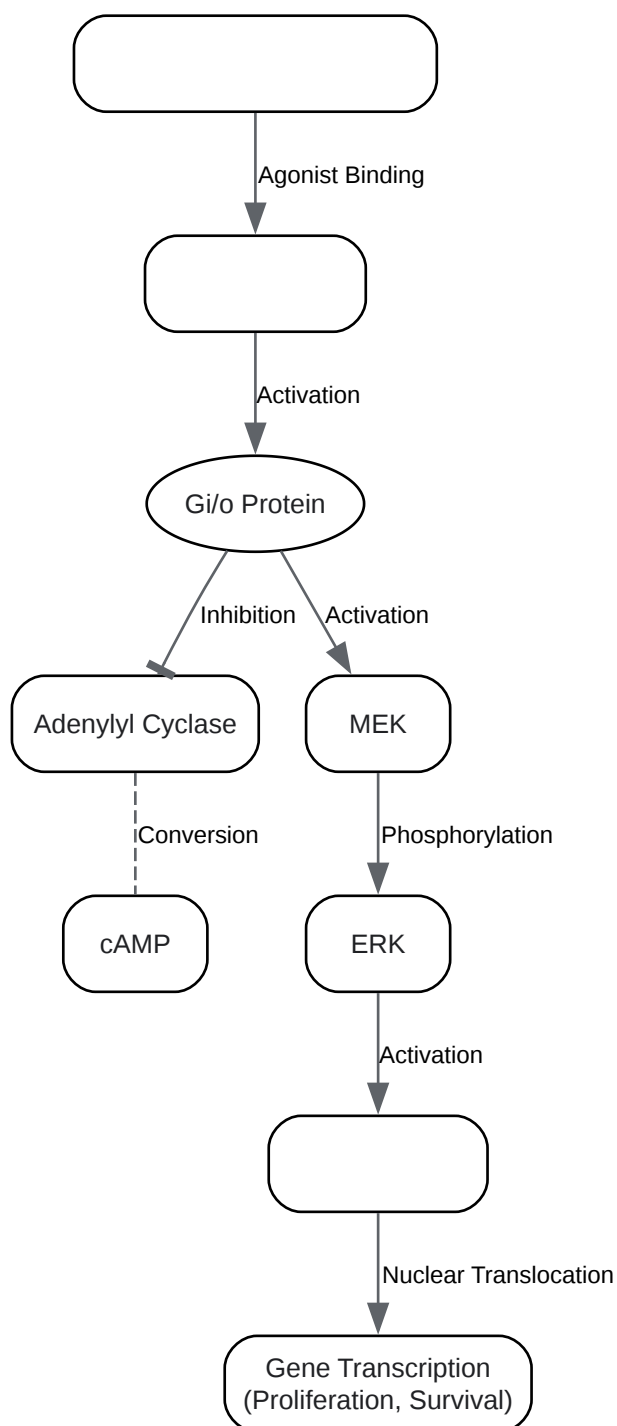 Agonist Binding
Activation
Gi/o Protein
Inhibition
Activation
Adenylyl Cyclase
MEK
Conversion
Phosphorylation
cAMP
ERK
Activation
Nuclear Translocation
Gene Transcription
(Proliferation, Survival)